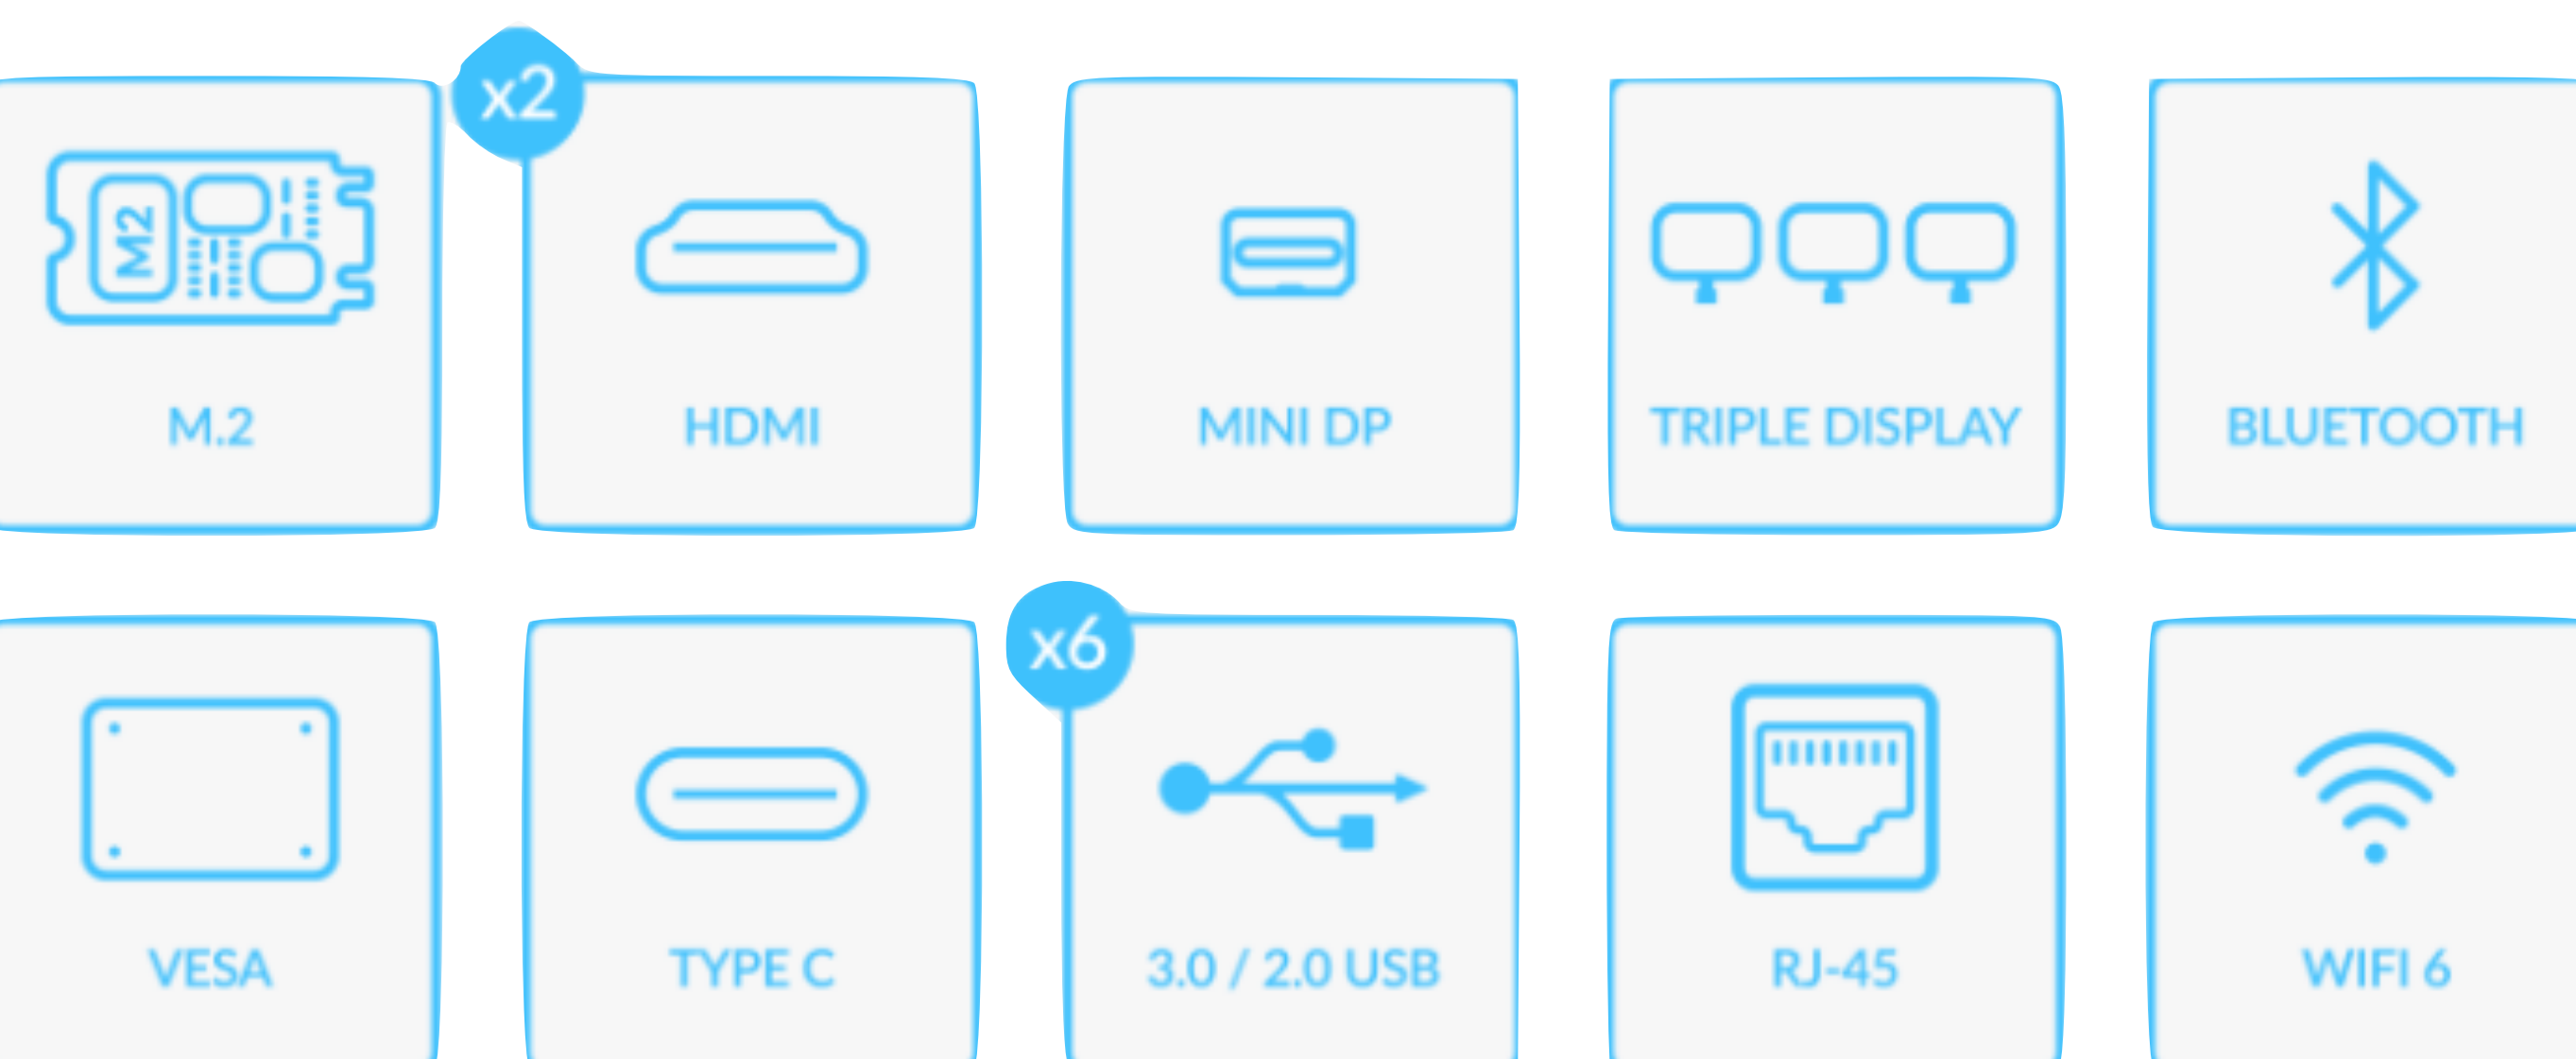 x2
M2
M.2
HDMI
MINI DP
TRIPLE DISPLAY
BLUETOOTH
x6
VESA
TYPE C
3.0 / 2.0 USB
RJ-45
WIFI 6